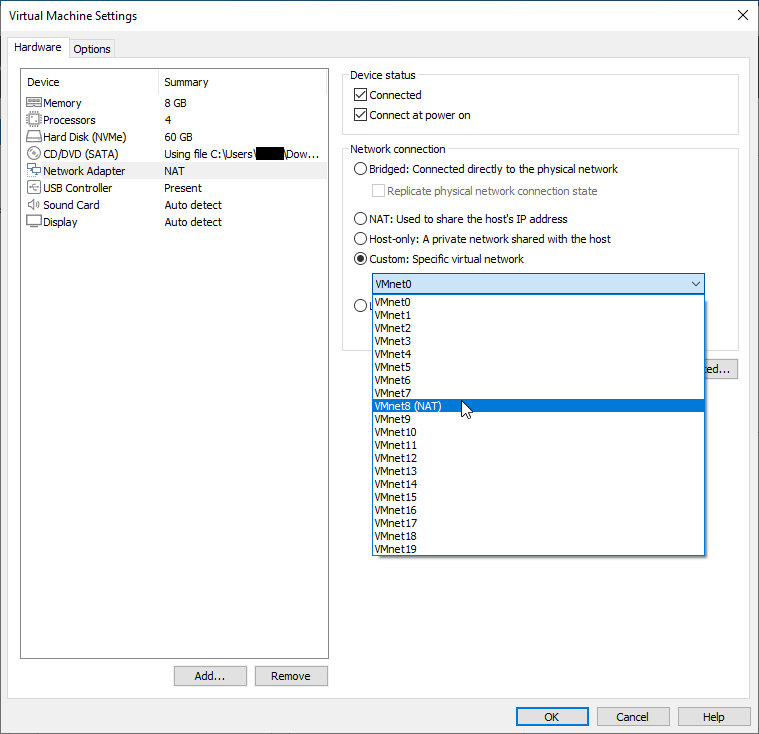 Virtual Machine Settings
Hardware Options
Device Summary
Memory 8 GB
Processors 4
Hard Disk (NVMe) 60 GB
CD/DVD (SATA) Using file C:\Users\ \Dow...
Network Adapter NAT
USB Controller Present
Sound Card Auto detect
Display Auto detect
Add... Remove
Device status
Connected
Connect at power on
Network connection
Bridged: Connected directly to the physical network
Replicate physical network connection state
NAT: Used to share the host's IP address
Host-only: A private network shared with the host
Custom: Specific virtual network
VMnet0
VMnet0
VMnet1
VMnet2
VMnet3
VMnet4
VMnet5
VMnet6
VMnet7
VMnet8 (NAT)
VMnet9
VMnet10
VMnet11
VMnet12
VMnet13
VMnet14
VMnet15
VMnet16
VMnet17
VMnet18
VMnet19
OK Cancel Help